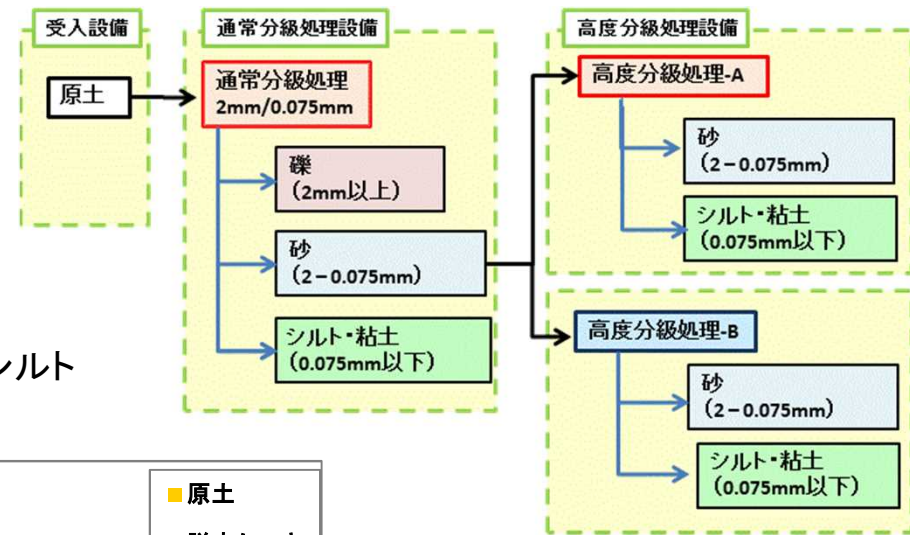 受入設備
原土
通常分級処理設備
通常分級処理
2mm/0.075mm
礫
（2mm以上）
砂
（2－0.075mm）
シルト・粘土
（0.075mm以下）
高度分級処理設備
高度分級処理-A
砂
（2－0.075mm）
シルト・粘土
（0.075mm以下）
高度分級処理-B
砂
（2－0.075mm）
シルト・粘土
（0.075mm以下）
シルト
原土